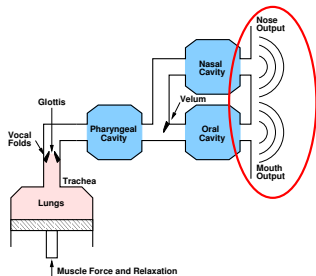 Nose
Output
Nasal
Cavity
Glottis
Velum
Vocal
Folds
Pharyngeal
Cavity
Oral
Cavity
Trachea
Mouth
Output
Lungs
Muscle Force and Relaxation